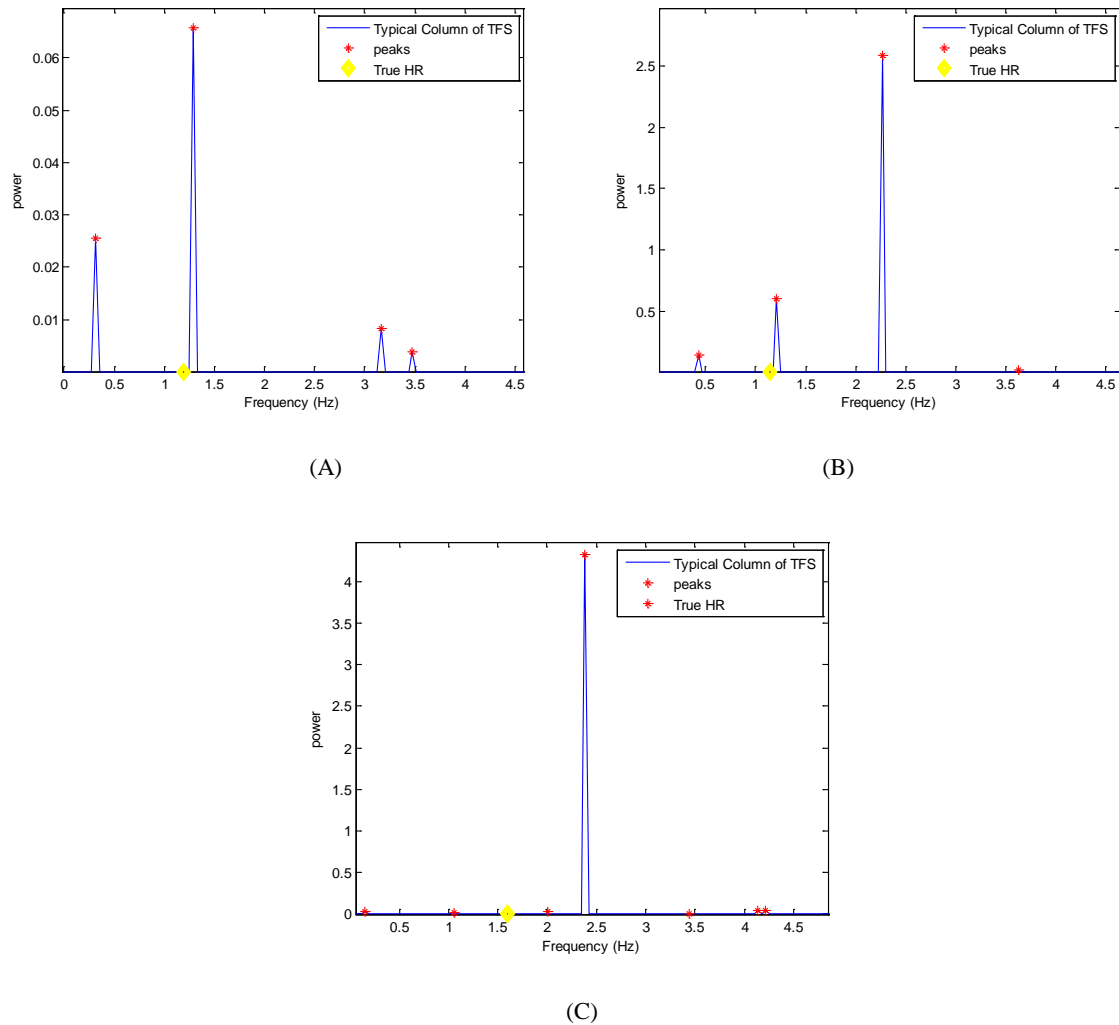 Typical Column of TFS
peaks
True HR
0.06
0.05
0.04
0.03
0.02
0.01
power
0 0.5 1 1.5 2 2.5 3 3.5 4 4.5
Frequency (Hz)
(A)
Typical Column of TFS
peaks
True HR
2.5
2
1.5
1
0.5
power
0.5 1 1.5 2 2.5 3 3.5 4 4.5
Frequency (Hz)
(B)
Typical Column of TFS
peaks
True HR
4
3.5
3
2.5
2
1.5
1
0.5
0
power
0.5 1 1.5 2 2.5 3 3.5 4 4.5
Frequency (Hz)
(C)